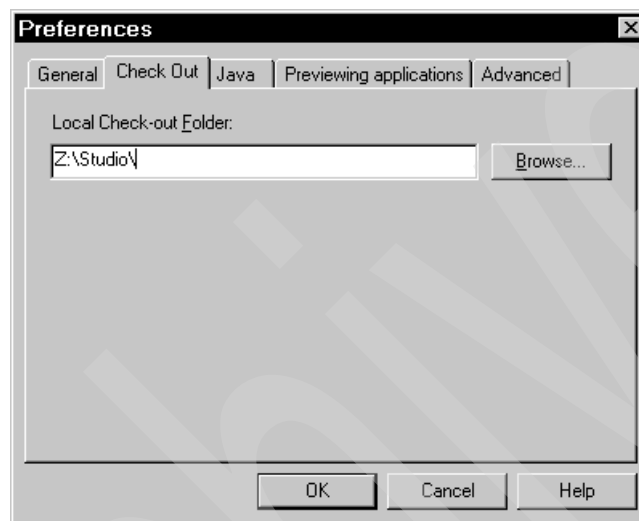 Preferences
General Check Out Java Previewing applications Advanced
Local Check-out Folder:
Z:\Studio\
Browse...
OK Cancel Help